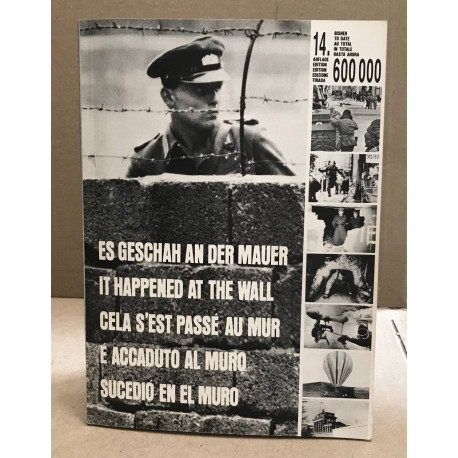 14.
AUFLAGE
EDITION
EDITION
EDIZIONE
TIRADA
BISHER
TO DATE
AU TOTAL
IN TOTALE
HASTA AHORA
600 000
ES GESCHAH AN DER MAUER
IT HAPPENED AT THE WALL
CELA S'EST PASSÉ AU MUR
É ACCADUTO AL MURO
SUCEDIÓ EN EL MURO